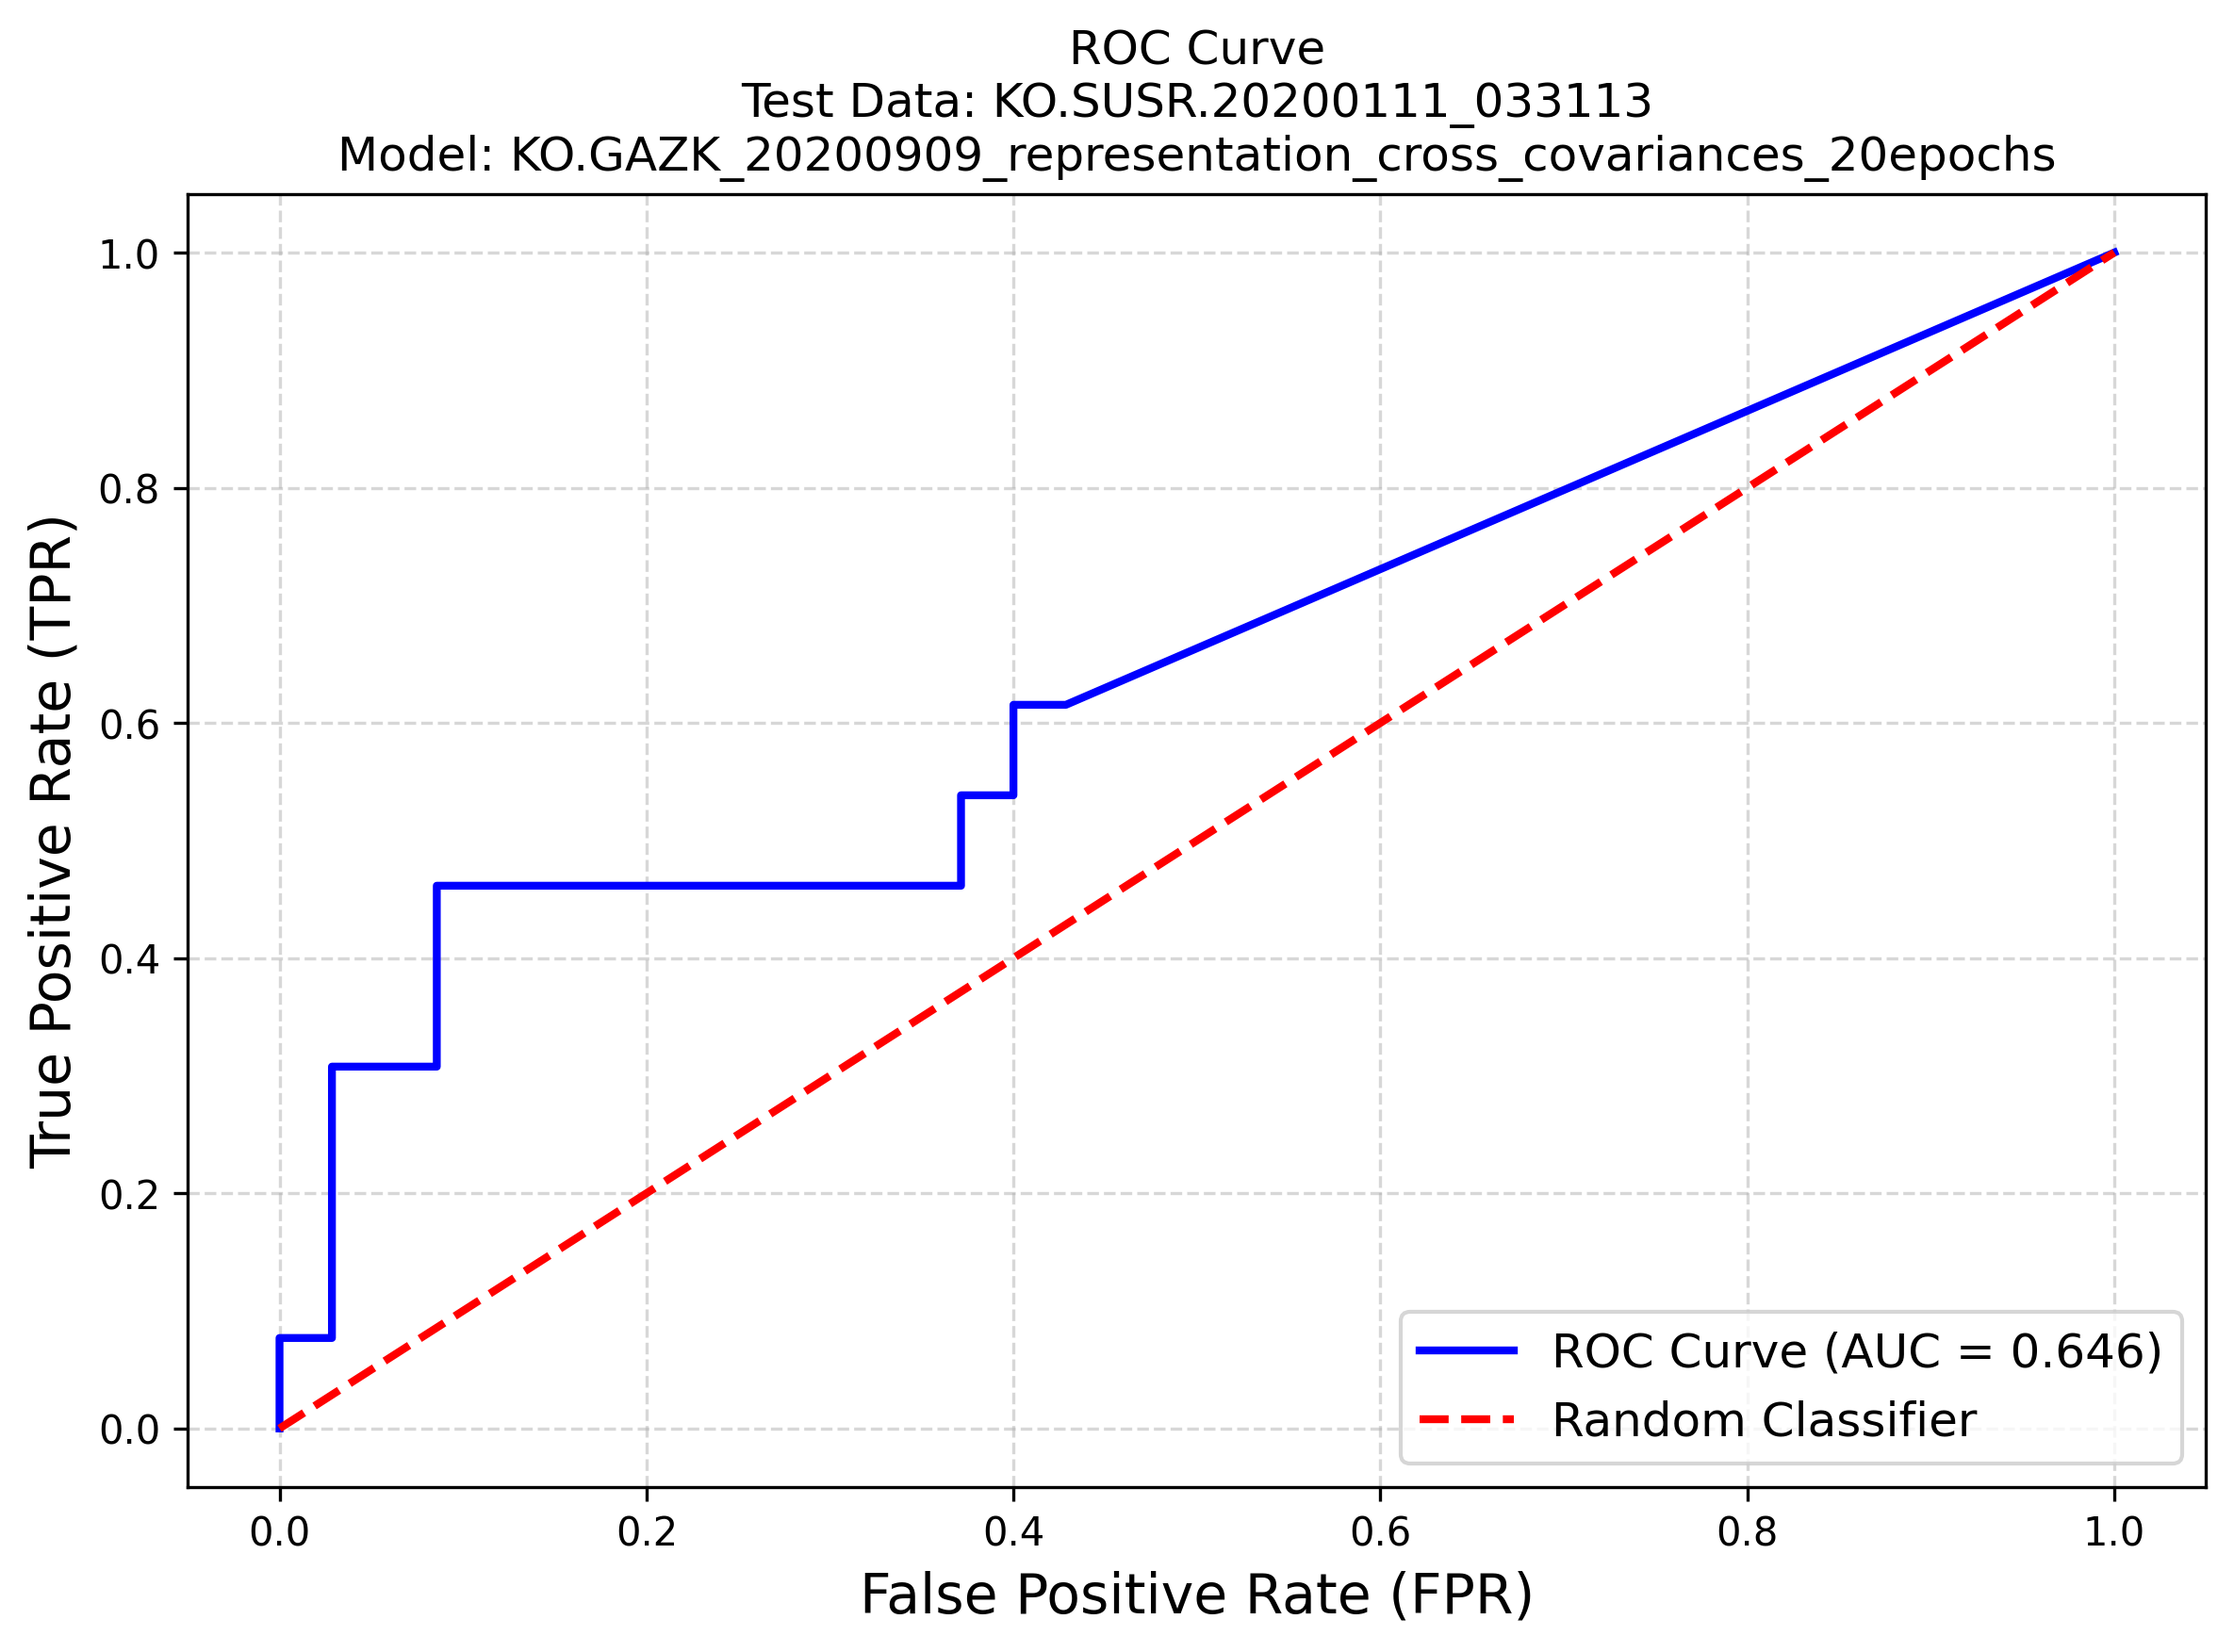 ROC Curve
Test Data: KO.SUSR.20200111_033113
Model: KO.GAZK_20200909_representation_cross_covariances_20epochs
True Positive Rate (TPR)
1.0
0.8
0.6
0.4
0.2
0.0
ROC Curve (AUC = 0.646)
Random Classifier
0.0 0.2 0.4 0.6 0.8 1.0
False Positive Rate (FPR)